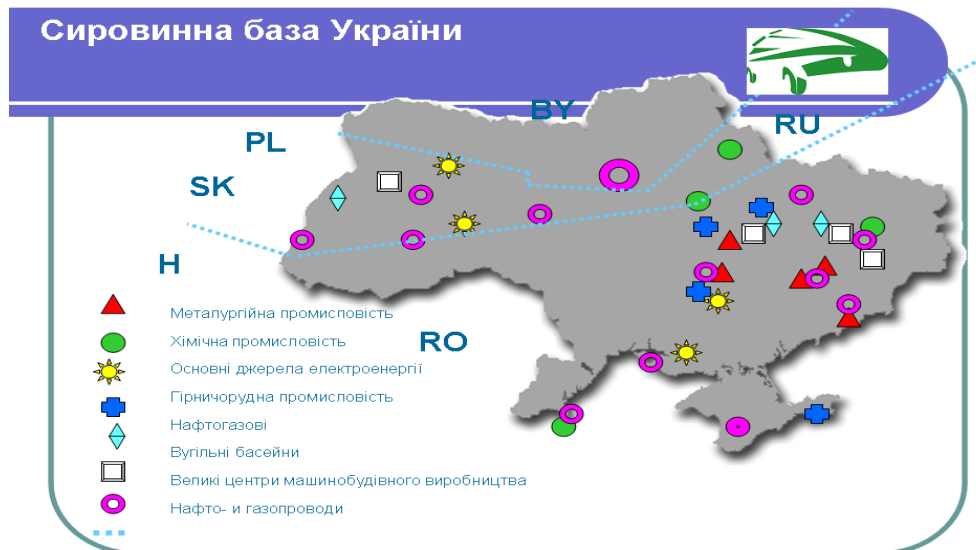 Сировинна база України
BY
RU
PL
SK
H
RO
Металургійна промисловість
Хімічна промисловість
Основні джерела електроенергії
Гірничорудна промисловість
Нафтогазові
Вугільні басейни
Великі центри машинобудівного виробництва
Нафто- и газопроводи